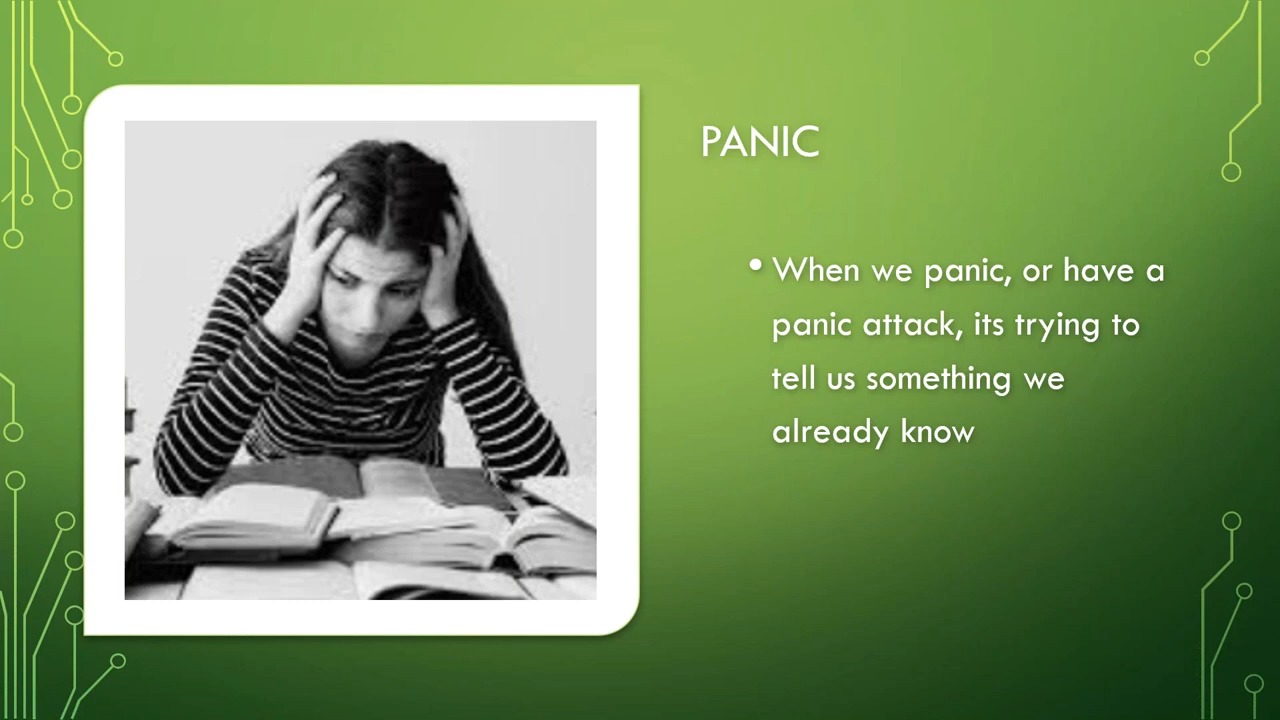 PANIC
• When we panic, or have a
panic attack, its trying to
tell us something we
already know